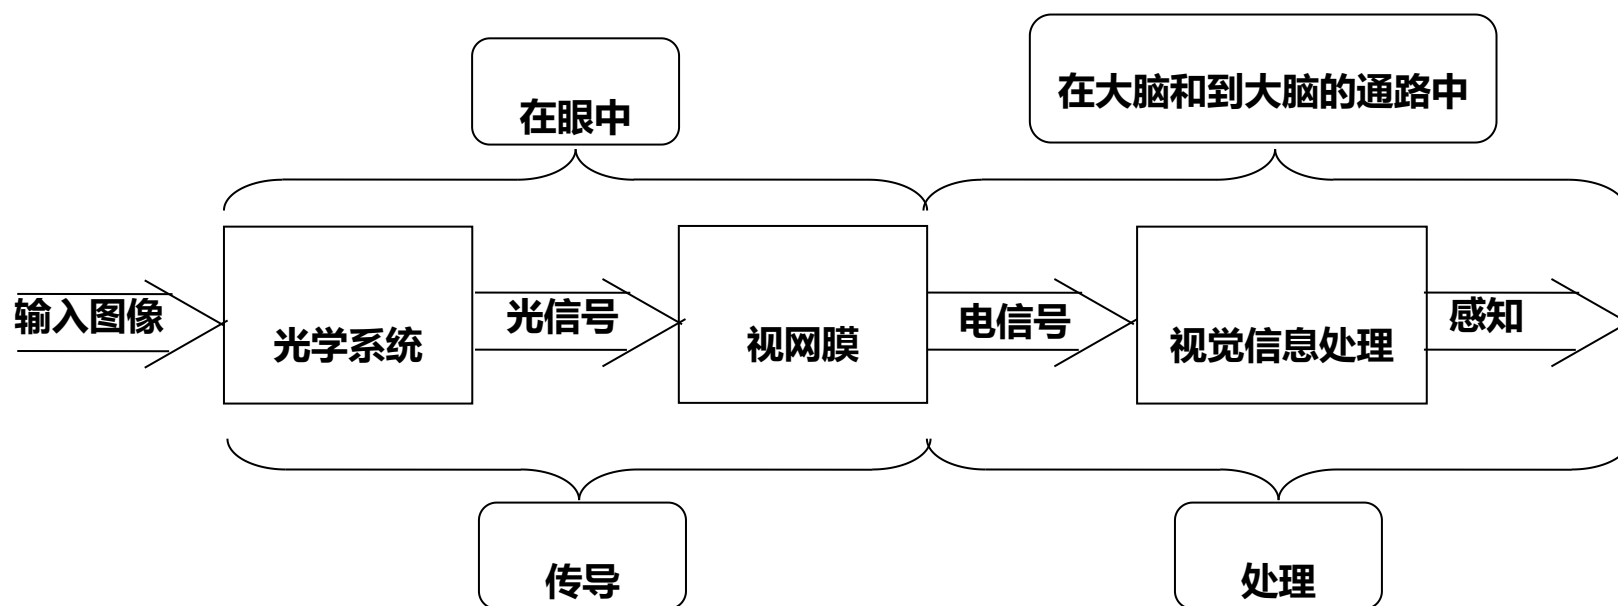 在眼中
在大脑和到大脑的通路中
输入图像
光学系统
光信号
视网膜
电信号
视觉信息处理
感知
传导
处理